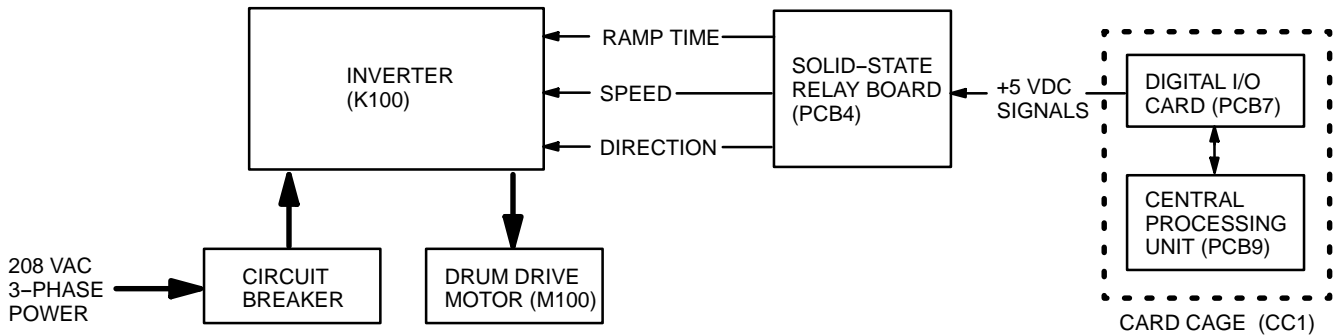 RAMP TIME
SPEED
DIRECTION
INVERTER
(K100)
SOLID–STATE
RELAY BOARD
(PCB4)
+5 VDC
SIGNALS
DIGITAL I/O
CARD (PCB7)
CENTRAL
PROCESSING
UNIT (PCB9)
208 VAC
3–PHASE
POWER
CIRCUIT
BREAKER
DRUM DRIVE
MOTOR (M100)
CARD CAGE (CC1)